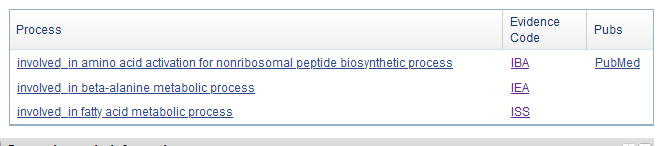 Process Evidence Code Pubs
involved_in amino acid activation for nonribosomal peptide biosynthetic process IBA PubMed
involved_in beta-alanine metabolic process IEA
involved_in fatty acid metabolic process ISS